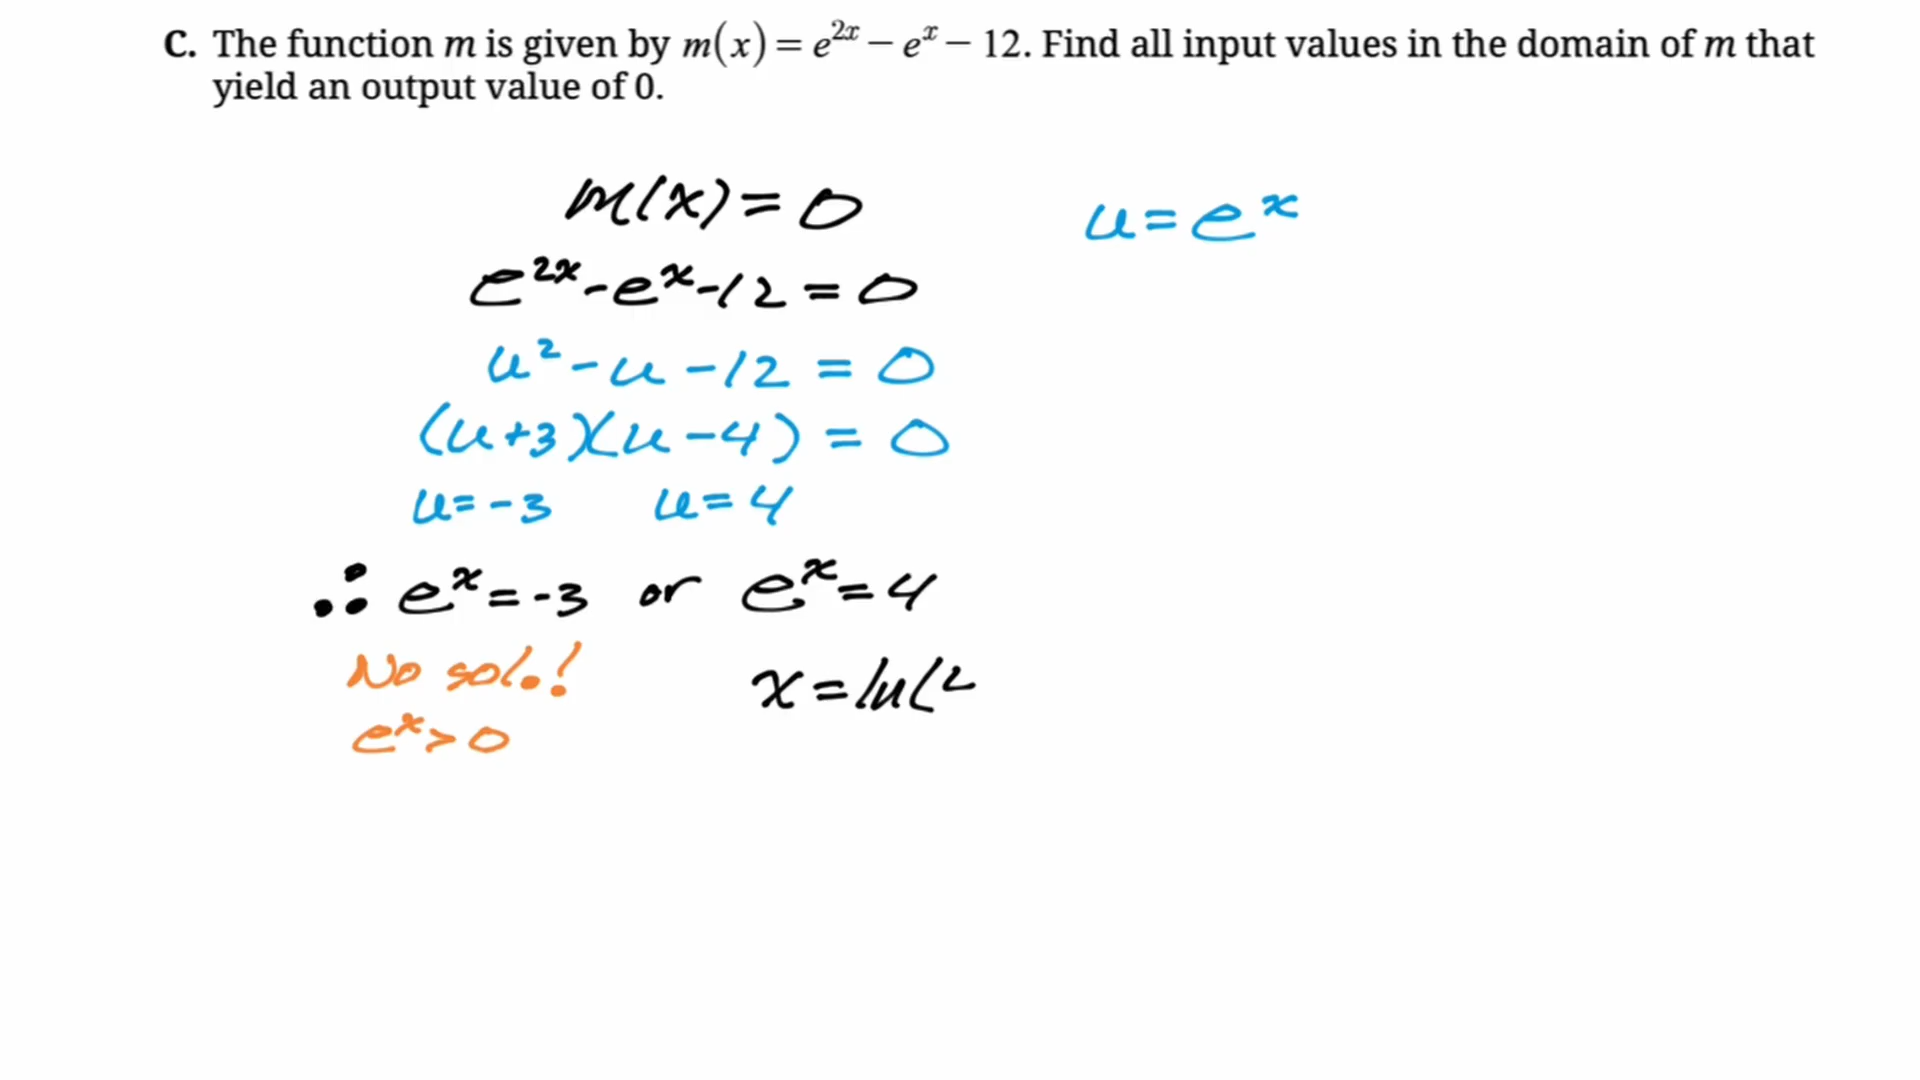 C. The function m is given by m(x) = e^{2x} − e^x − 12. Find all input values in the domain of m that
yield an output value of 0.
m(x) = 0
u = e^x
e^{2x} - e^x - 12 = 0
u² - u - 12 = 0
(u+3)(u-4) = 0
u = -3 u = 4
∴ e^x = -3 or e^x = 4
No sol.! x = ln(
e^x > 0